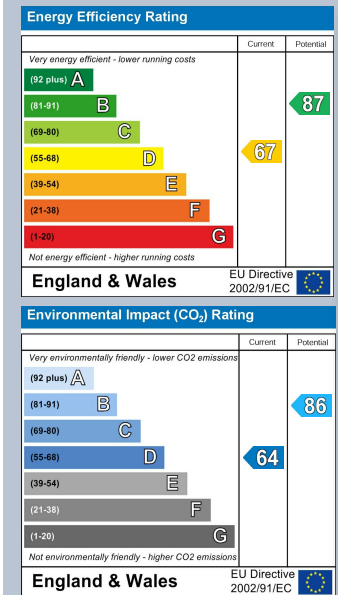 Energy Efficiency Rating
Current Potential
Very energy efficient - lower running costs
(92 plus) A
(81-91) B
87
(69-80) C
(55-68) D
67
(39-54) E
(21-38) F
(1-20) G
Not energy efficient - higher running costs
England & Wales
EU Directive
2002/91/EC
Environmental Impact (CO₂) Rating
Current Potential
Very environmentally friendly - lower CO2 emissions
(92 plus) A
(81-91) B
86
(69-80) C
(55-68) D
64
(39-54) E
(21-38) F
(1-20) G
Not environmentally friendly - higher CO2 emissions
England & Wales
EU Directive
2002/91/EC